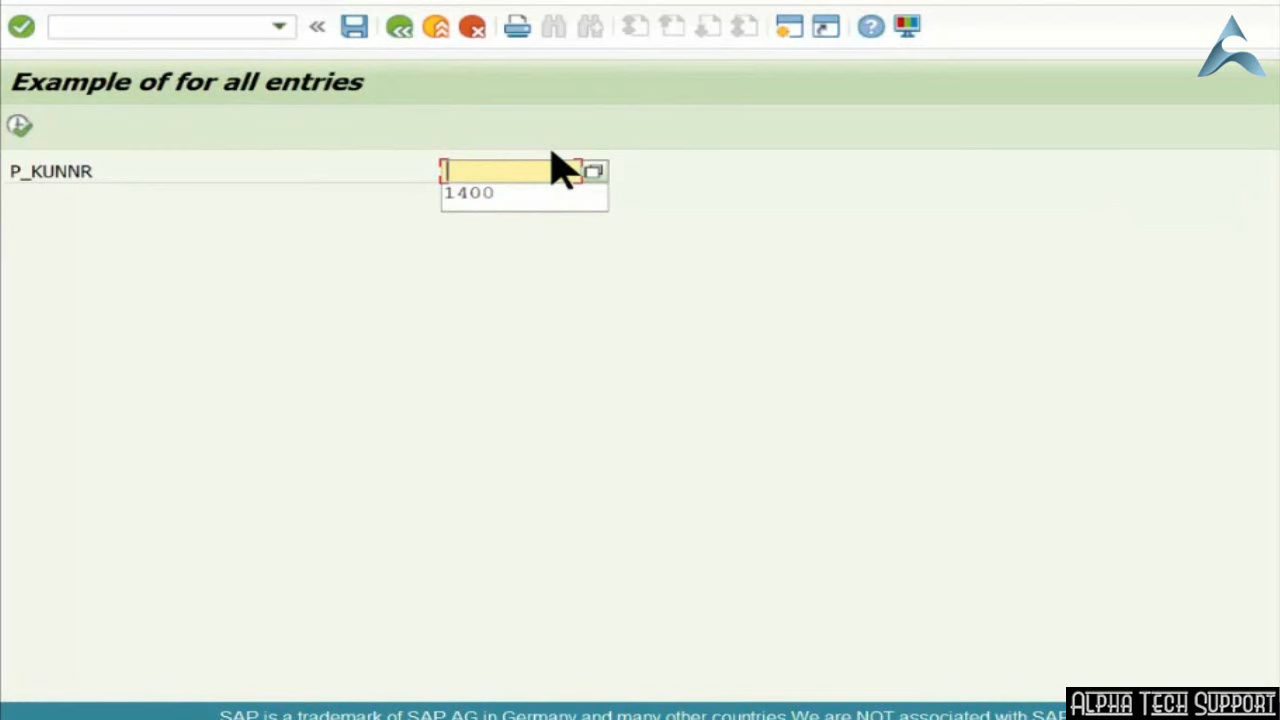 Example of for all entries
P_KUNNR
1400
SAP is a trademark of SAP AG in Germany and many other countries We are NOT associated with SAP
ALPHA TECH SUPPORT